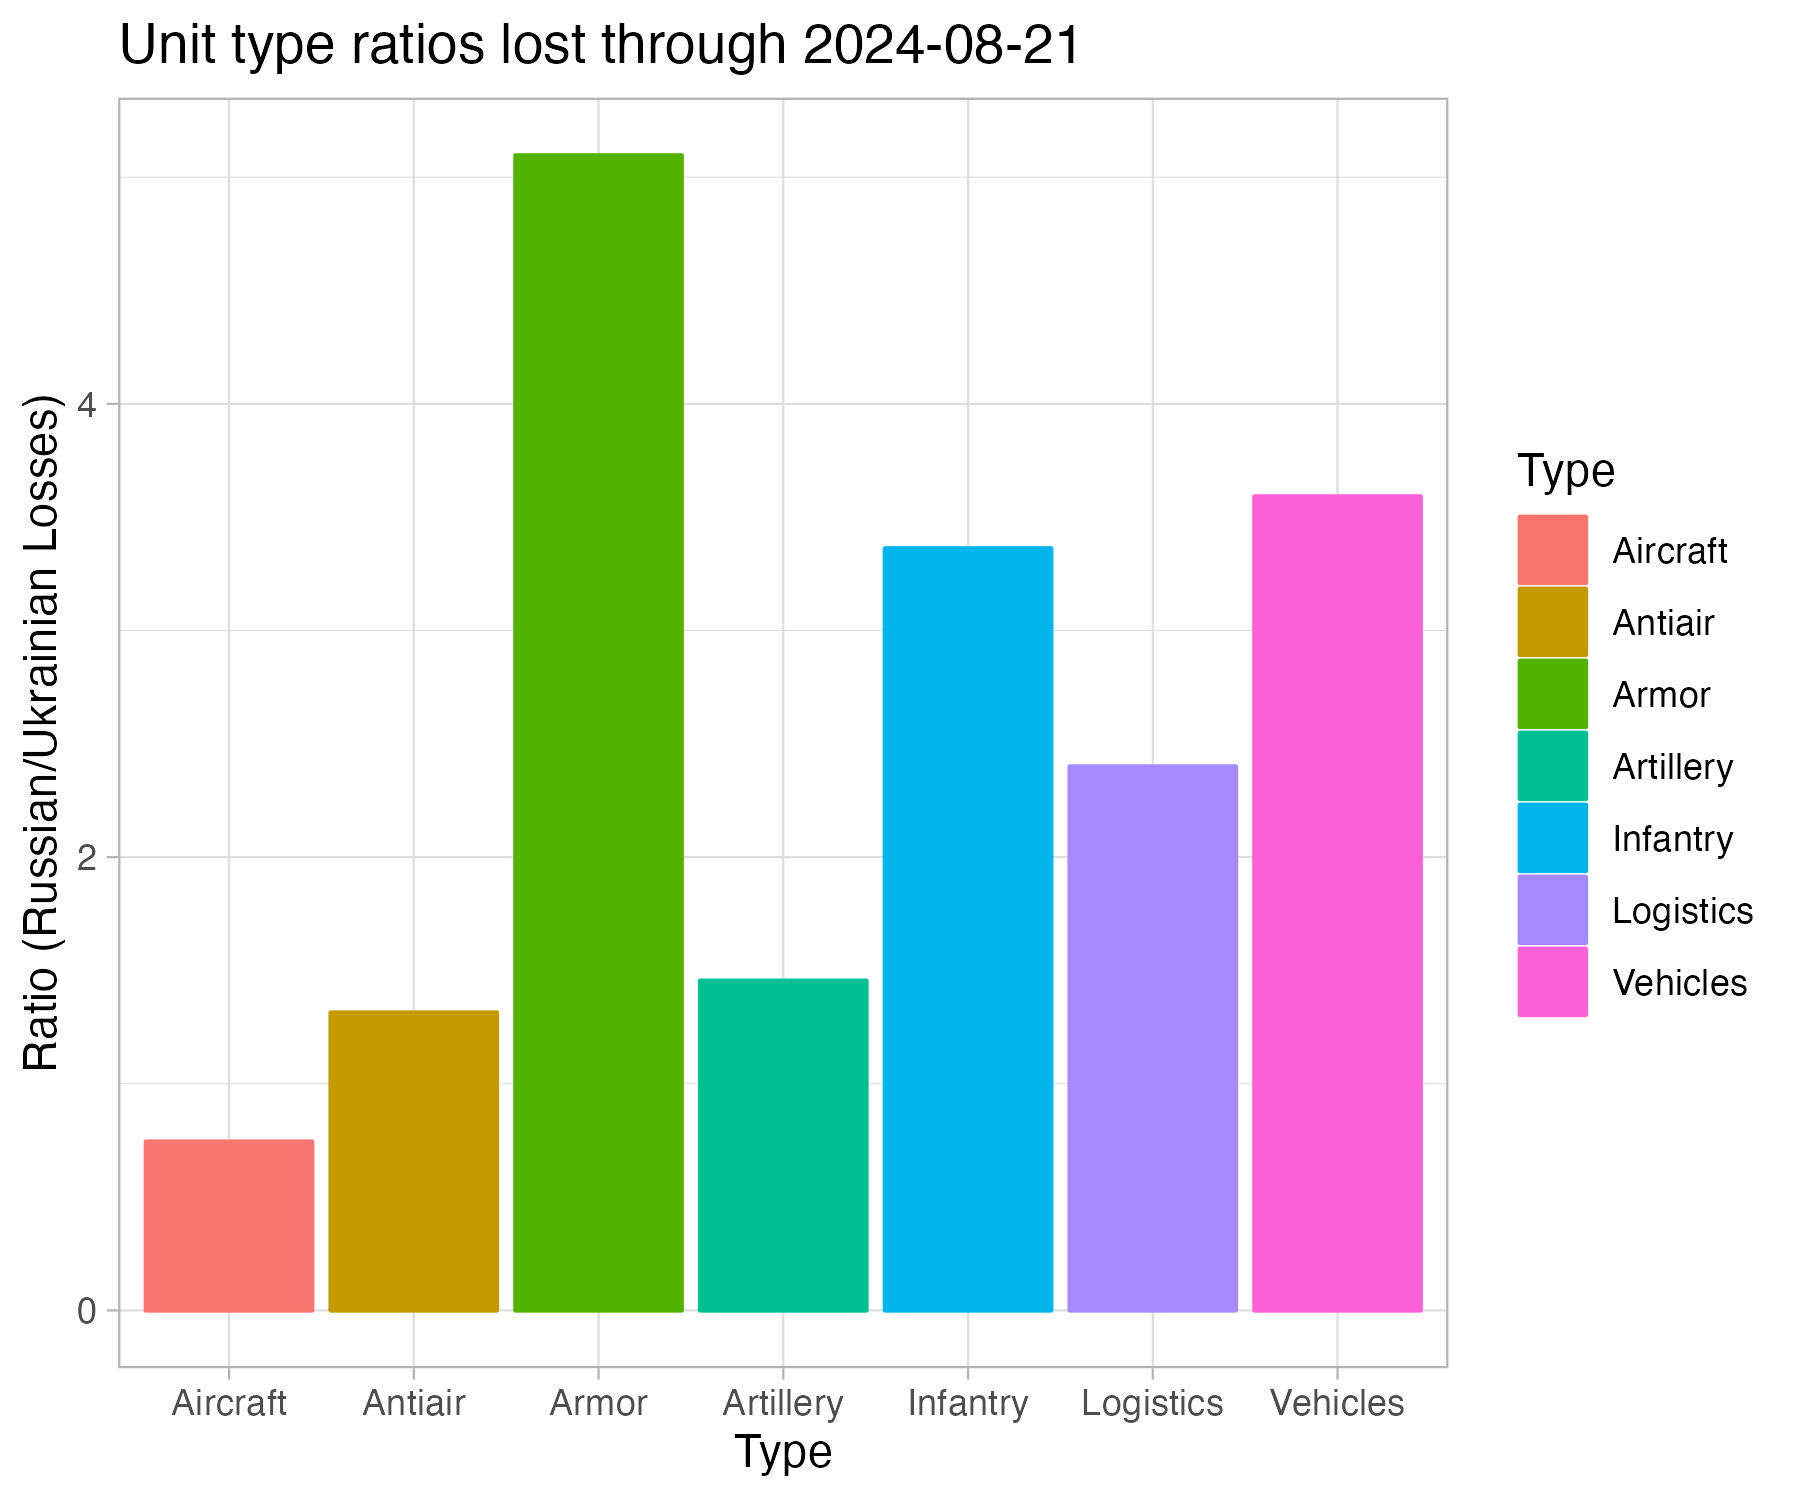 Unit type ratios lost through 2024-08-21
Ratio (Russian/Ukrainian Losses)
4
2
0
Aircraft
Antiair
Armor
Artillery
Infantry
Logistics
Vehicles
Type
Type
Aircraft
Antiair
Armor
Artillery
Infantry
Logistics
Vehicles